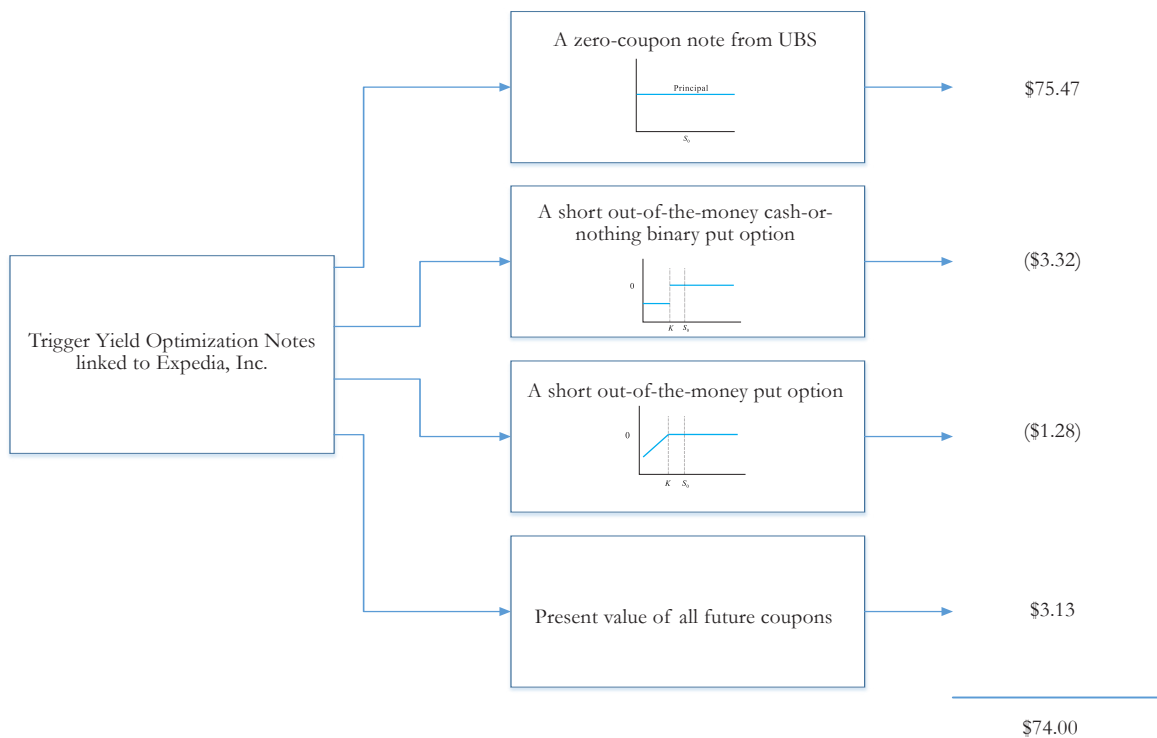 A zero-coupon note from UBS
Principal
S₀
$75.47
A short out-of-the-money cash-or-
nothing binary put option
0
K
S₀
($3.32)
Trigger Yield Optimization Notes
linked to Expedia, Inc.
A short out-of-the-money put option
0
K
S₀
($1.28)
Present value of all future coupons
$3.13
$74.00